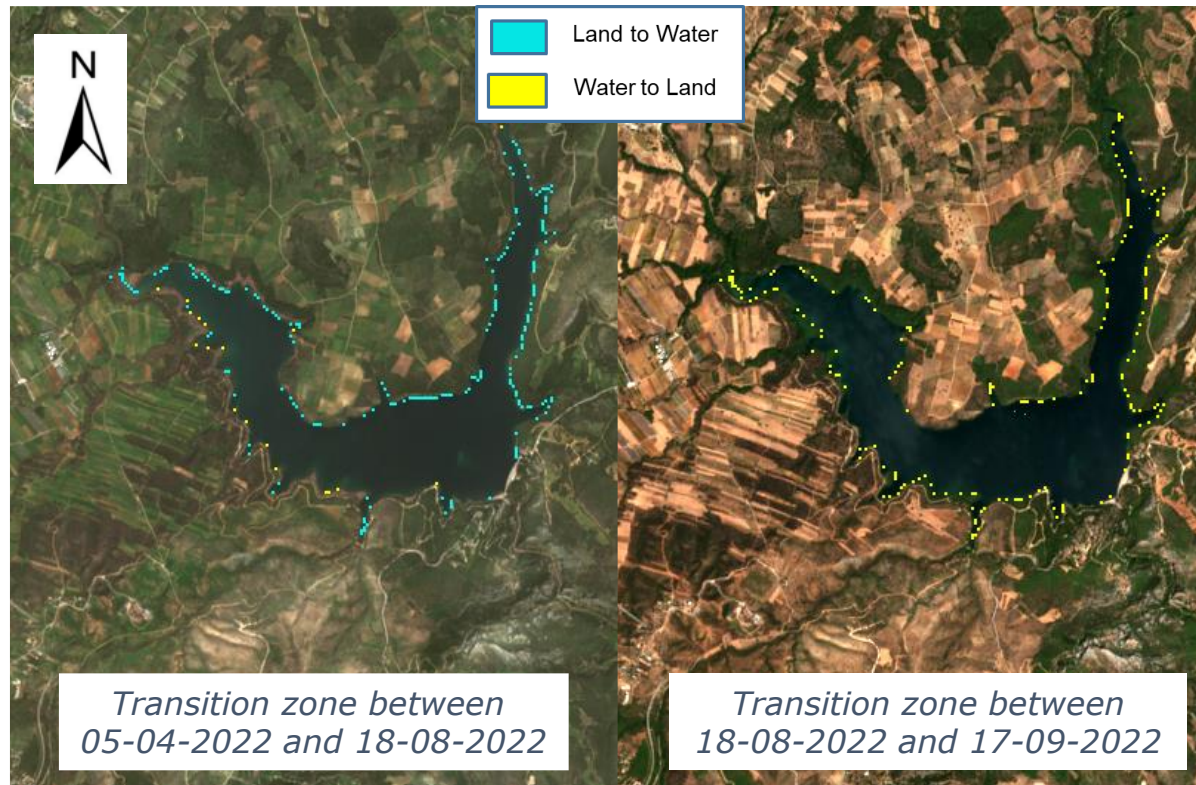 Land to Water
Water to Land
N
Transition zone between
05-04-2022 and 18-08-2022
Transition zone between
18-08-2022 and 17-09-2022